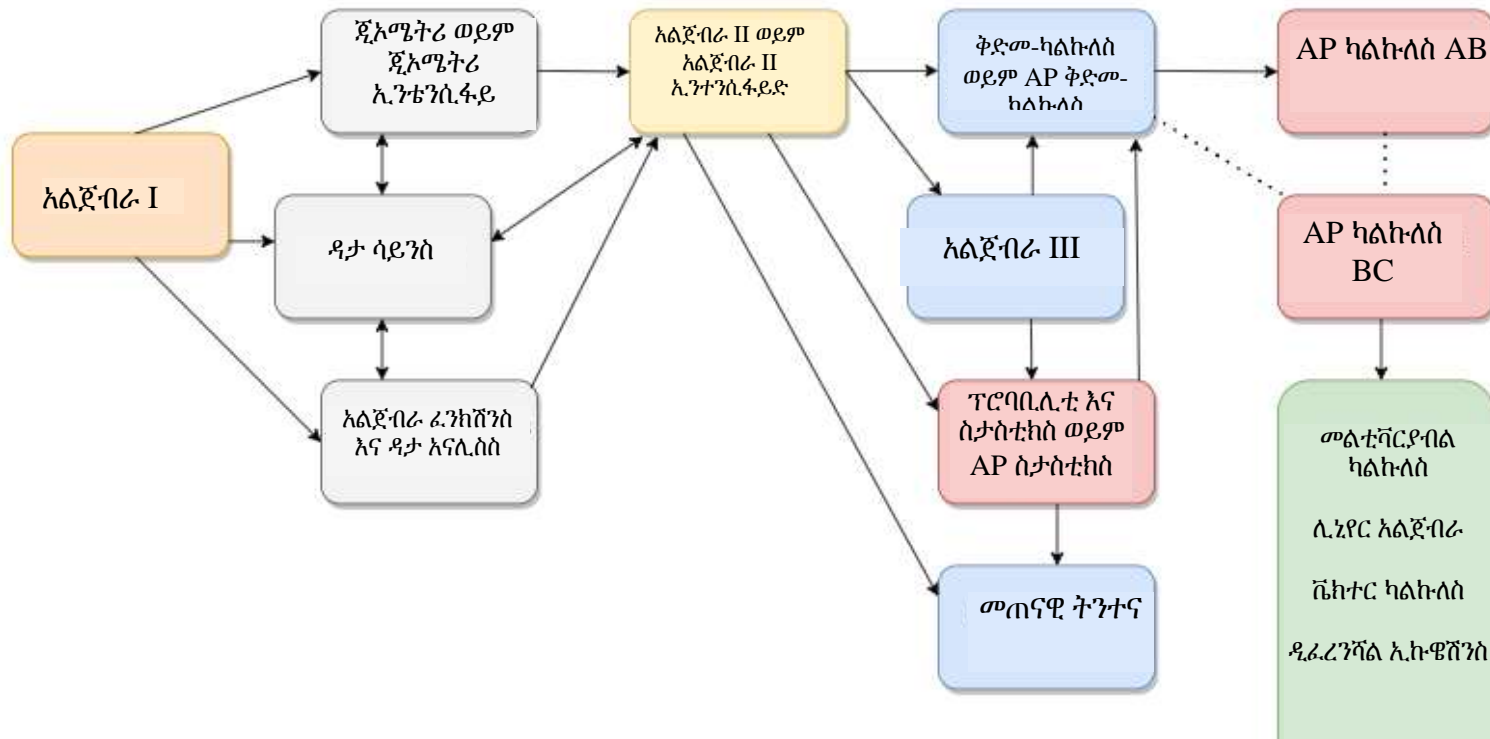 ጂኦሜትሪ ወይም
ጂኦሜትሪ
ኢንቴንሲፋይ
አልጀብራ II ወይም
አልጀብራ II
ኢንተንሲፋይድ
ቅድመ-ካልኩለስ
ወይም AP ቅድመ-
ካልኩለስ
AP ካልኩለስ AB
አልጀብራ I
ዳታ ሳይንስ
አልጀብራ III
AP ካልኩለስ
BC
አልጀብራ ፈንክሽንስ
እና ዳታ አናሊስስ
ፕሮባቢሊቲ እና
ስታስቲክስ ወይም
AP ስታስቲክስ
መልቲቫርያብል
ካልኩለስ
ሊኒየር አልጀብራ
ቬክተር ካልኩለስ
ዲፈረንሻል ኢኩዌሽንስ
መጠናዊ ትንተና